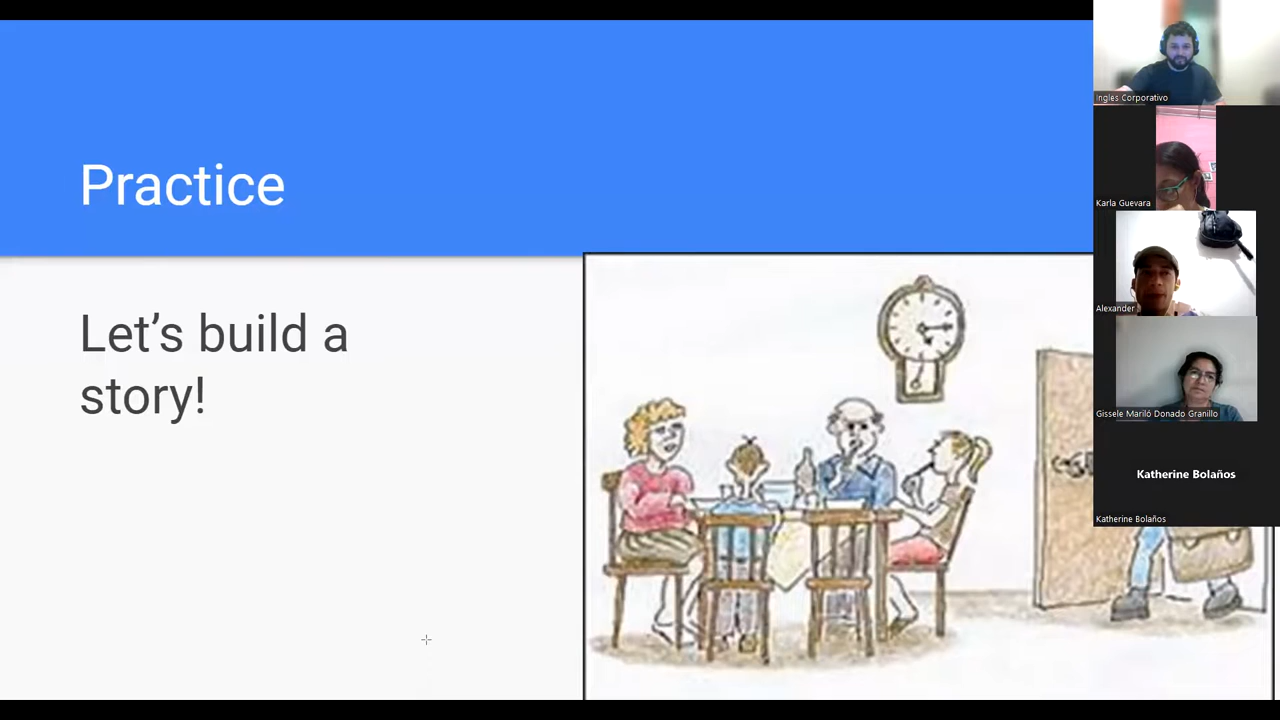 Practice
Let's build a
story!
Ingles Corporativo
Karla Guevara
Alexander
Gissele Mariló Donado Granillo
Katherine Bolaños
Katherine Bolaños